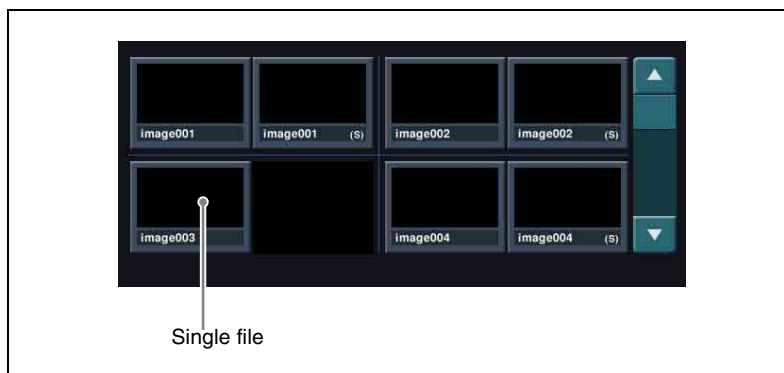 image001
image001 (S)
image002
image002 (S)
image003
image004
image004 (S)
Single file